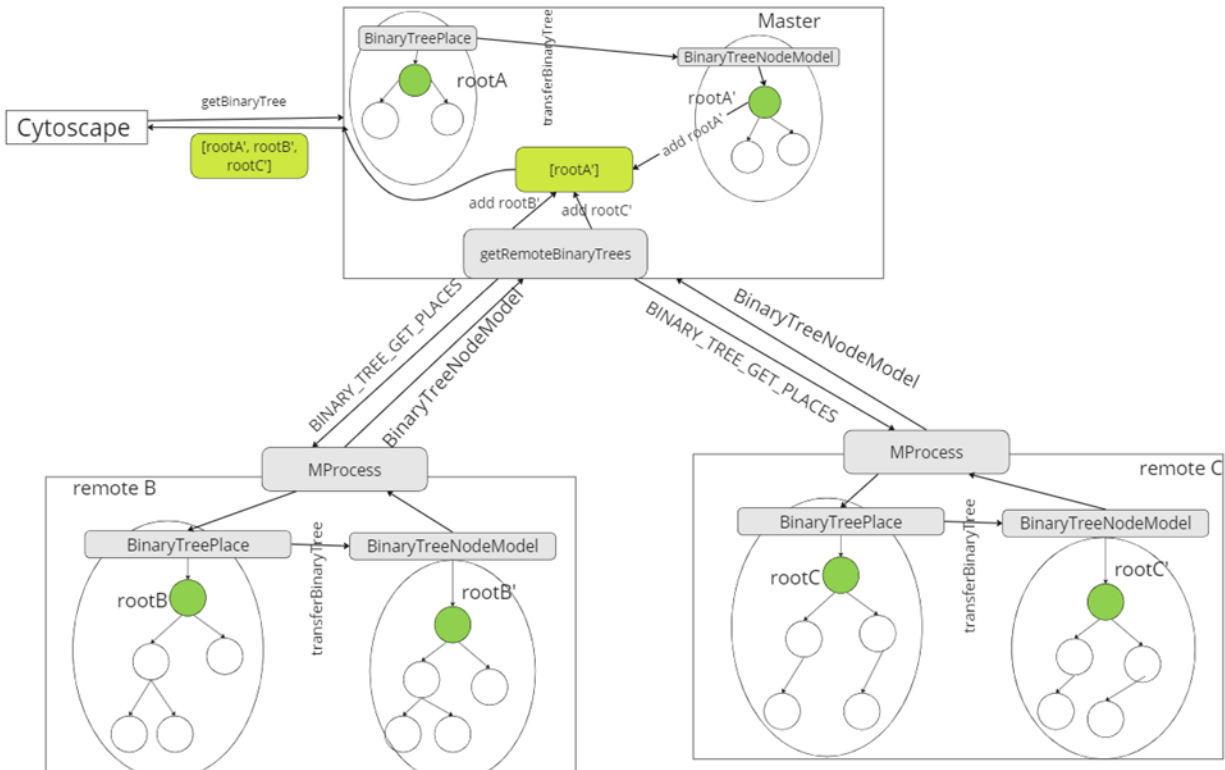 Master
BinaryTreePlace
transferBinaryTree
BinaryTreeNodeModel
rootA
rootA'
getBinaryTree
Cytoscape
[rootA', rootB',
rootC']
add rootA'
[rootA']
add rootB'
add rootC'
getRemoteBinaryTrees
BINARY_TREE_GET_PLACES
BinaryTreeNodeModel
BINARY_TREE_GET_PLACES
BinaryTreeNodeModel
MProcess
remote B
BinaryTreePlace
transferBinaryTree
BinaryTreeNodeModel
rootB
rootB'
MProcess
remote C
BinaryTreePlace
transferBinaryTree
BinaryTreeNodeModel
rootC
rootC'